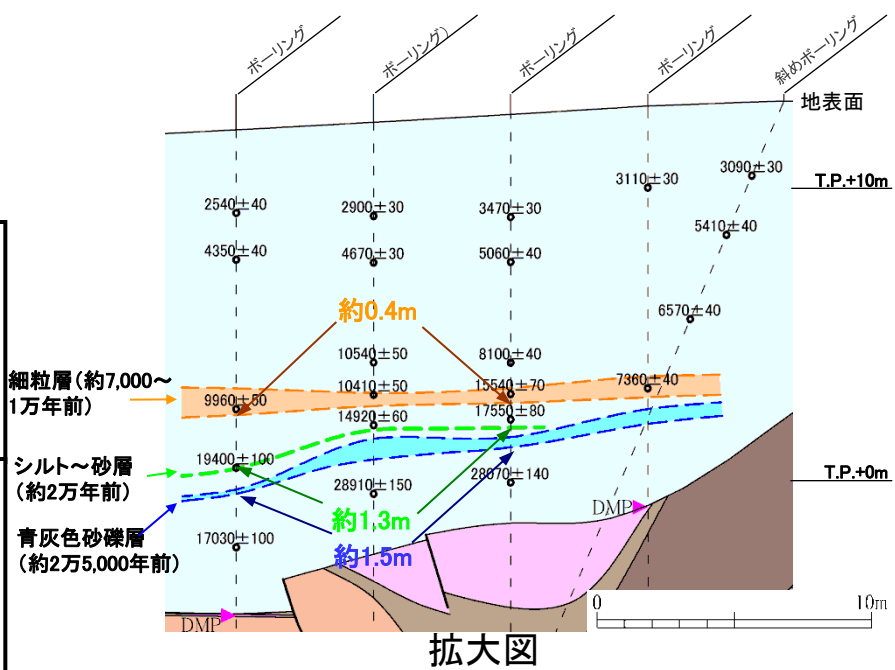 ボーリング
ボーリング)
ボーリング
ボーリング
斜めボーリング
地表面
T.P.+10m
3090±30
3110±30
2540±40
2900±30
3470±30
5410±40
4350±40
4670±30
5060±40
6570±40
約0.4m
10540±50
8100±40
細粒層(約7,000~
1万年前)
9960±50
10410±50
15540±70
7360±40
14920±60
17550±80
シルト~砂層
(約2万年前)
19400±100
28910±150
28070±140
T.P.+0m
DMP
約1.3m
青灰色砂礫層
(約2万5,000年前)
17030±100
約1.5m
DMP
0
10m
拡大図